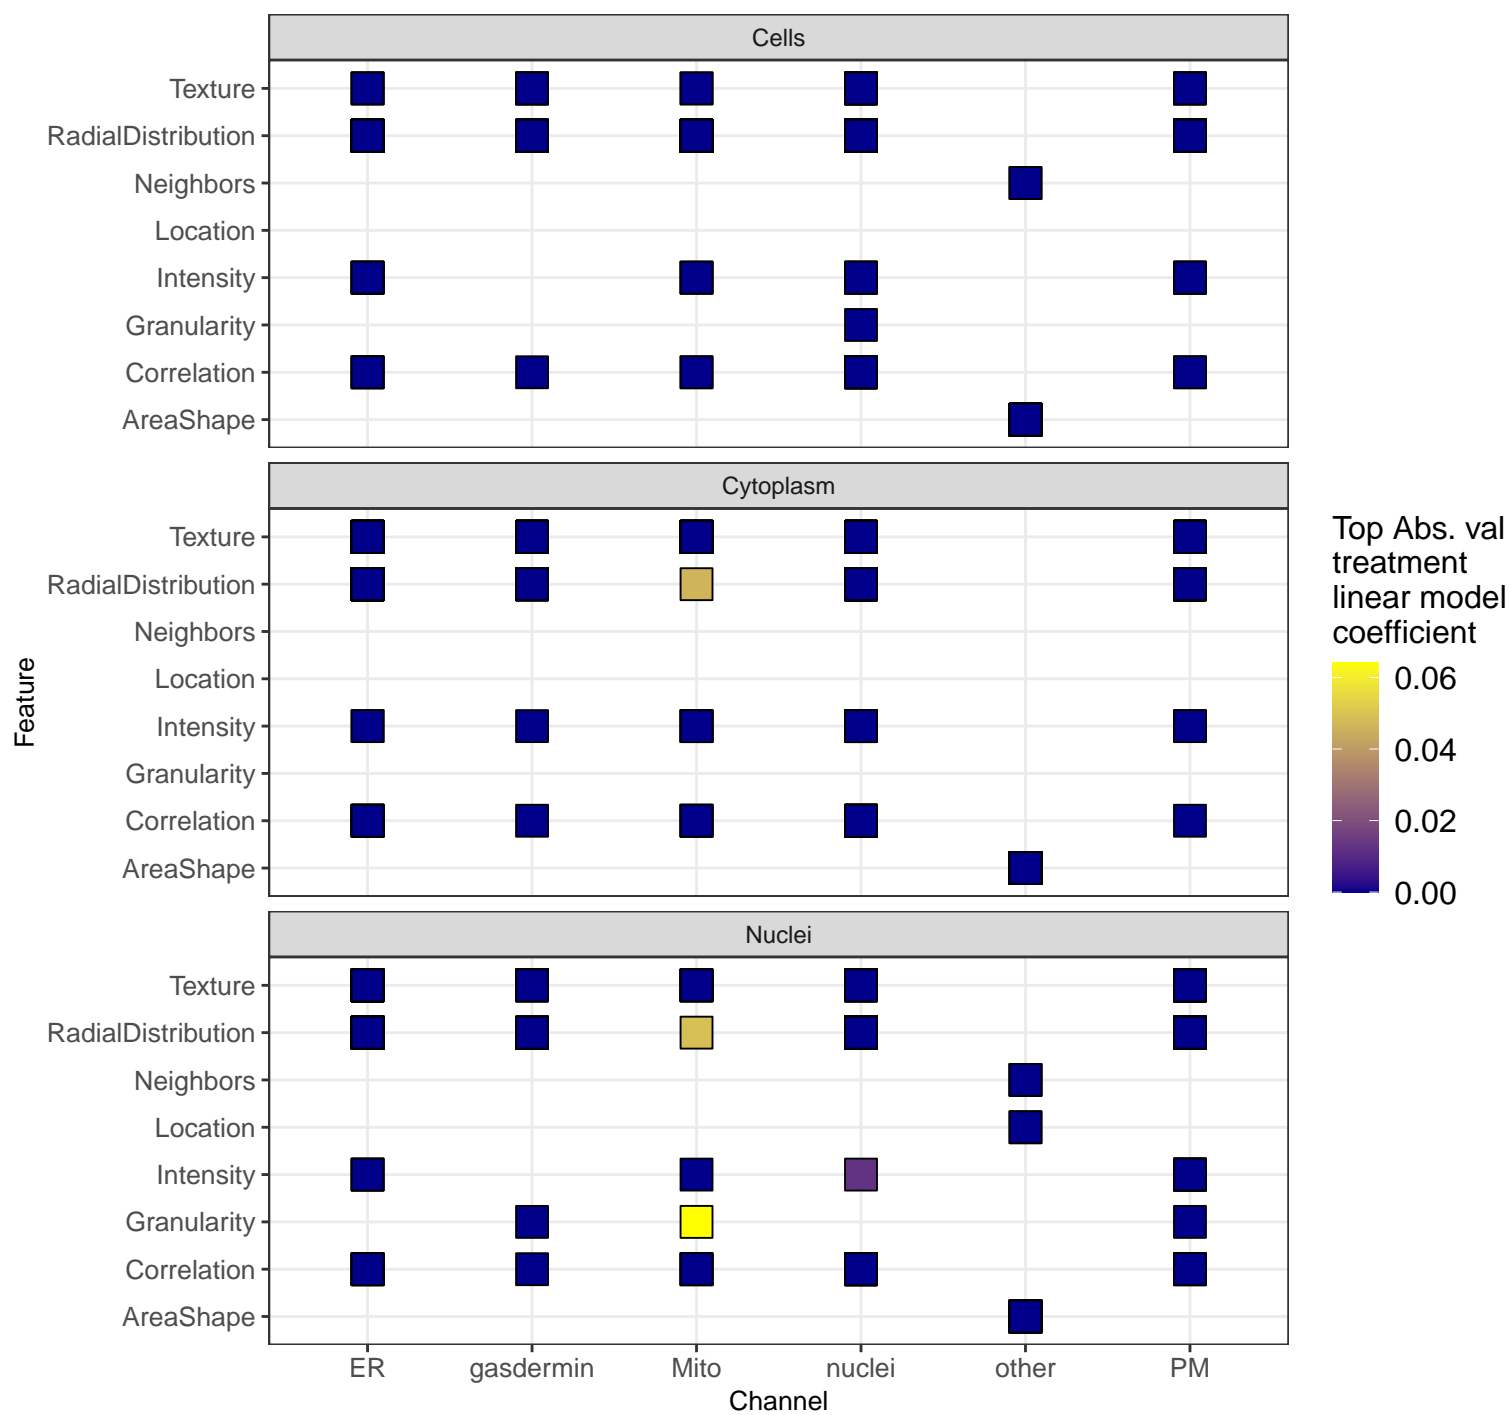 Cells
Texture
RadialDistribution
Neighbors
Location
Intensity
Granularity
Correlation
AreaShape
Cytoplasm
Texture
RadialDistribution
Neighbors
Location
Intensity
Granularity
Correlation
AreaShape
Nuclei
Texture
RadialDistribution
Neighbors
Location
Intensity
Granularity
Correlation
AreaShape
ER gasdermin Mito nuclei other PM
Channel
Feature
Top Abs. val
treatment
linear model
coefficient
0.06
0.04
0.02
0.00